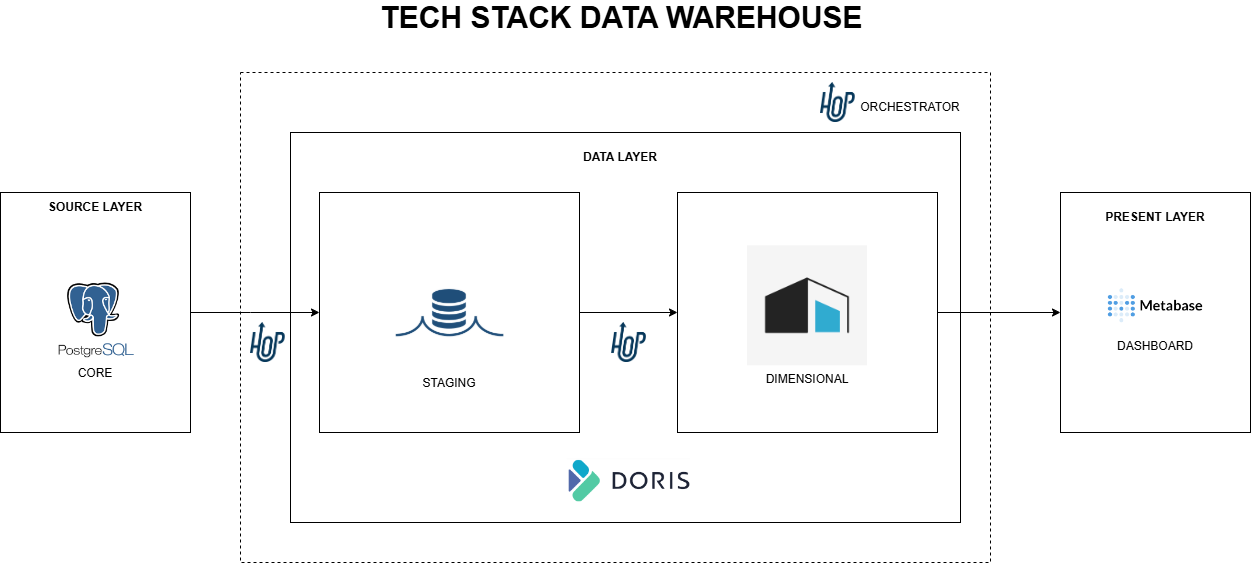 TECH STACK DATA WAREHOUSE
HOP ORCHESTRATOR
DATA LAYER
SOURCE LAYER
PRESENT LAYER
PostgreSQL
CORE
HOP
STAGING
HOP
DIMENSIONAL
Metabase
DASHBOARD
DORIS